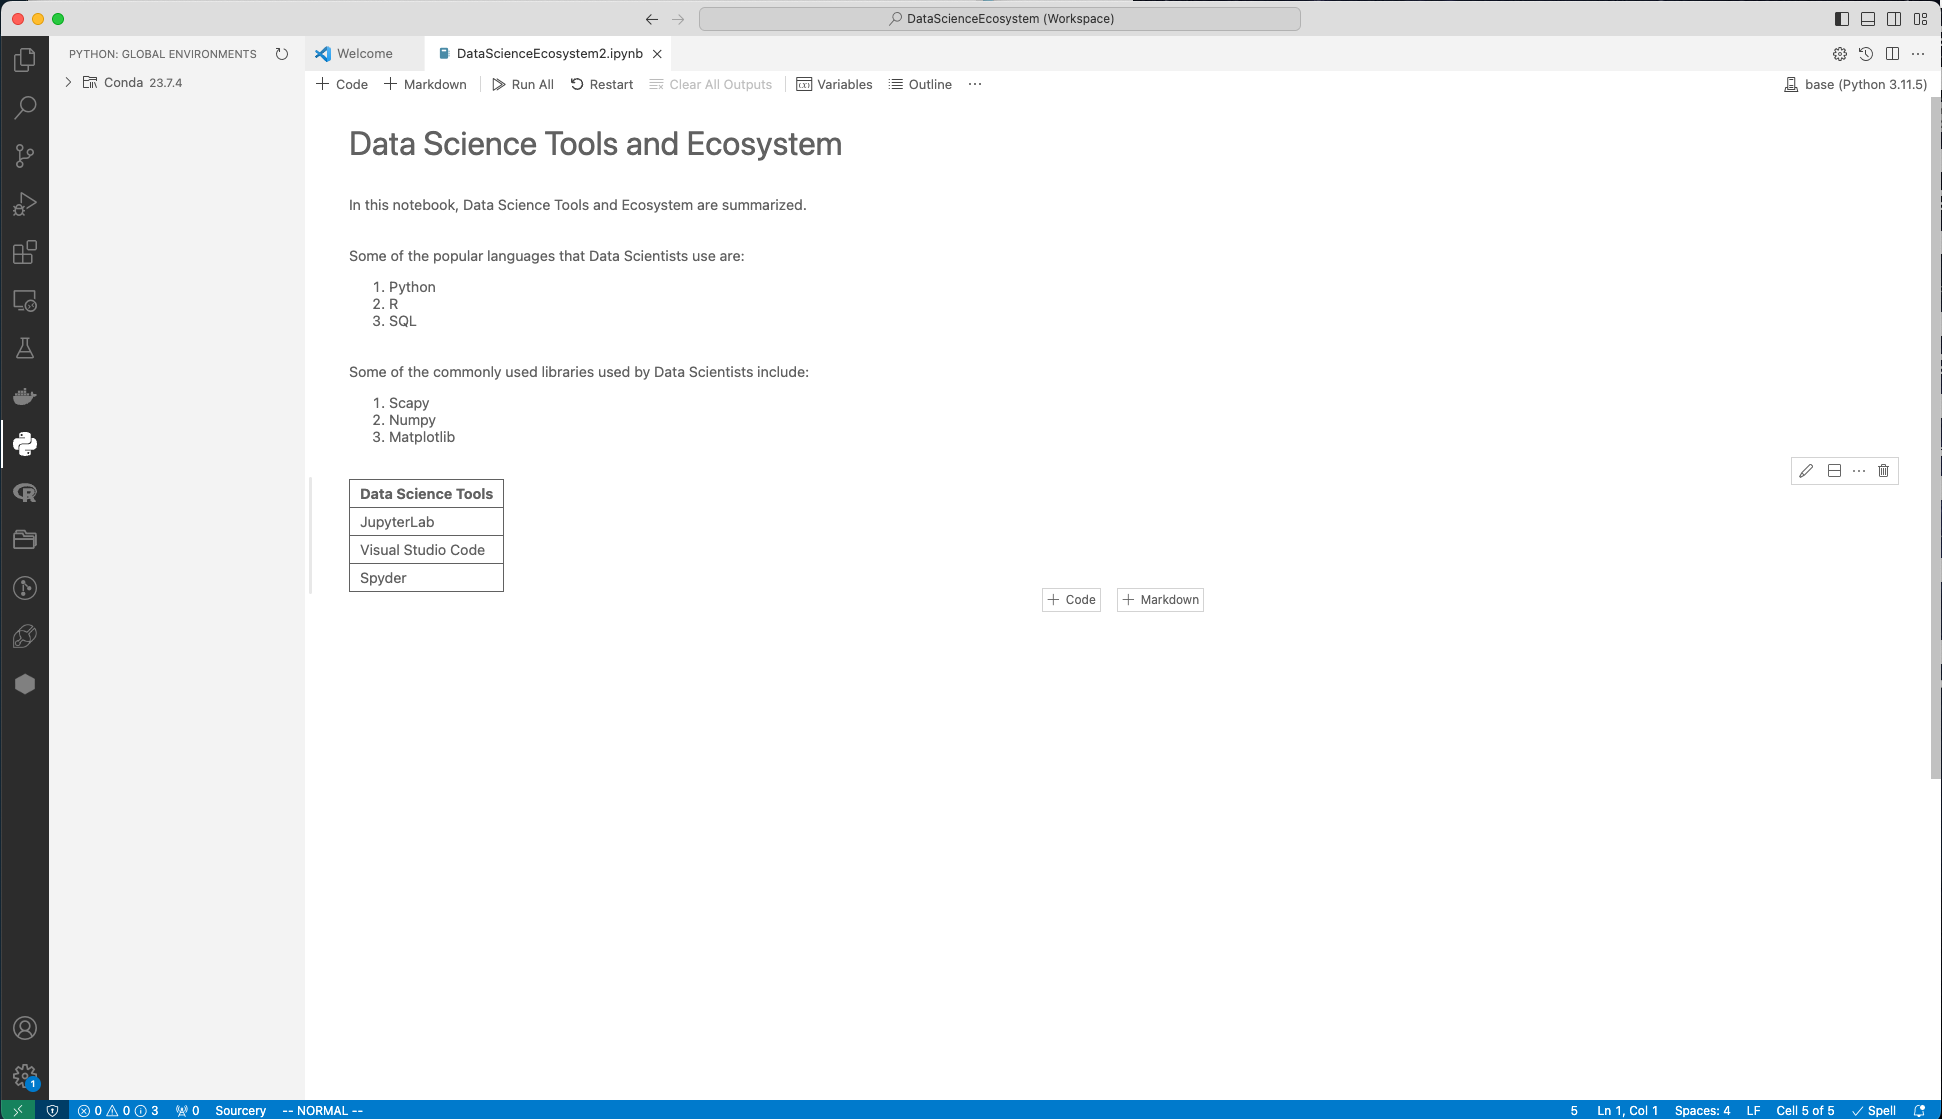 DataScienceEcosystem (Workspace)
PYTHON: GLOBAL ENVIRONMENTS
Welcome
DataScienceEcosystem2.ipynb
Conda 23.7.4
Code Markdown Run All Restart Clear All Outputs Variables Outline ...
base (Python 3.11.5)
Data Science Tools and Ecosystem
In this notebook, Data Science Tools and Ecosystem are summarized.
Some of the popular languages that Data Scientists use are:
1. Python
2. R
3. SQL
Some of the commonly used libraries used by Data Scientists include:
1. Scapy
2. Numpy
3. Matplotlib
Data Science Tools
JupyterLab
Visual Studio Code
Spyder
+ Code + Markdown
1
0 0 3 0 Sourcery -- NORMAL -- 5 Ln 1, Col 1 Spaces: 4 LF Cell 5 of 5 Spell